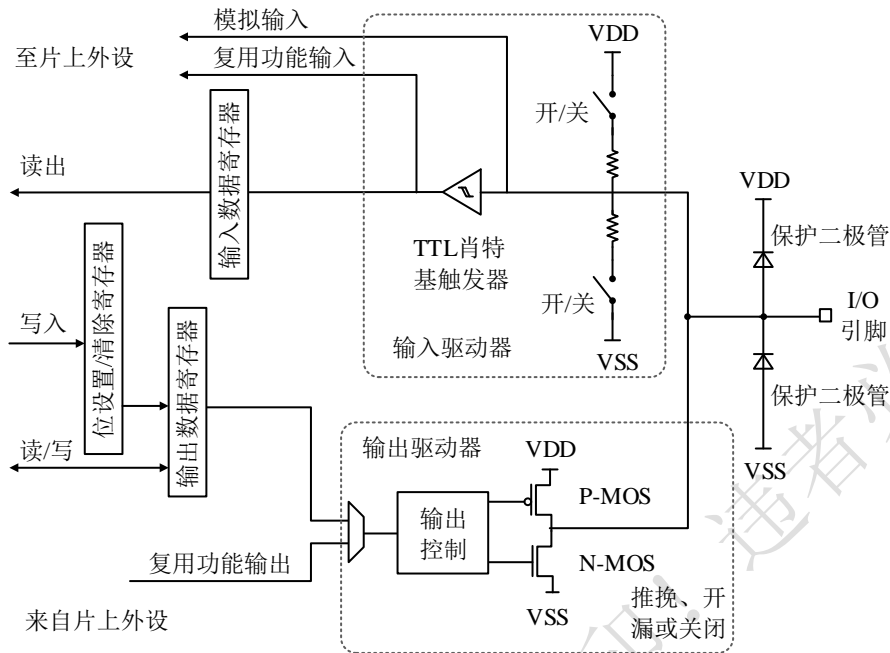 模拟输入
至片上外设
复用功能输入
VDD
开/关
读出
输入数据寄存器
TTL肖特
基触发器
开/关
输入驱动器
VSS
VDD
保护二极管
I/O
引脚
保护二极管
VSS
写入
位设置/清除寄存器
输出数据寄存器
读/写
输出驱动器
VDD
P-MOS
输出
控制
N-MOS
VSS
复用功能输出
来自片上外设
推挽、开
漏或关闭
！违者